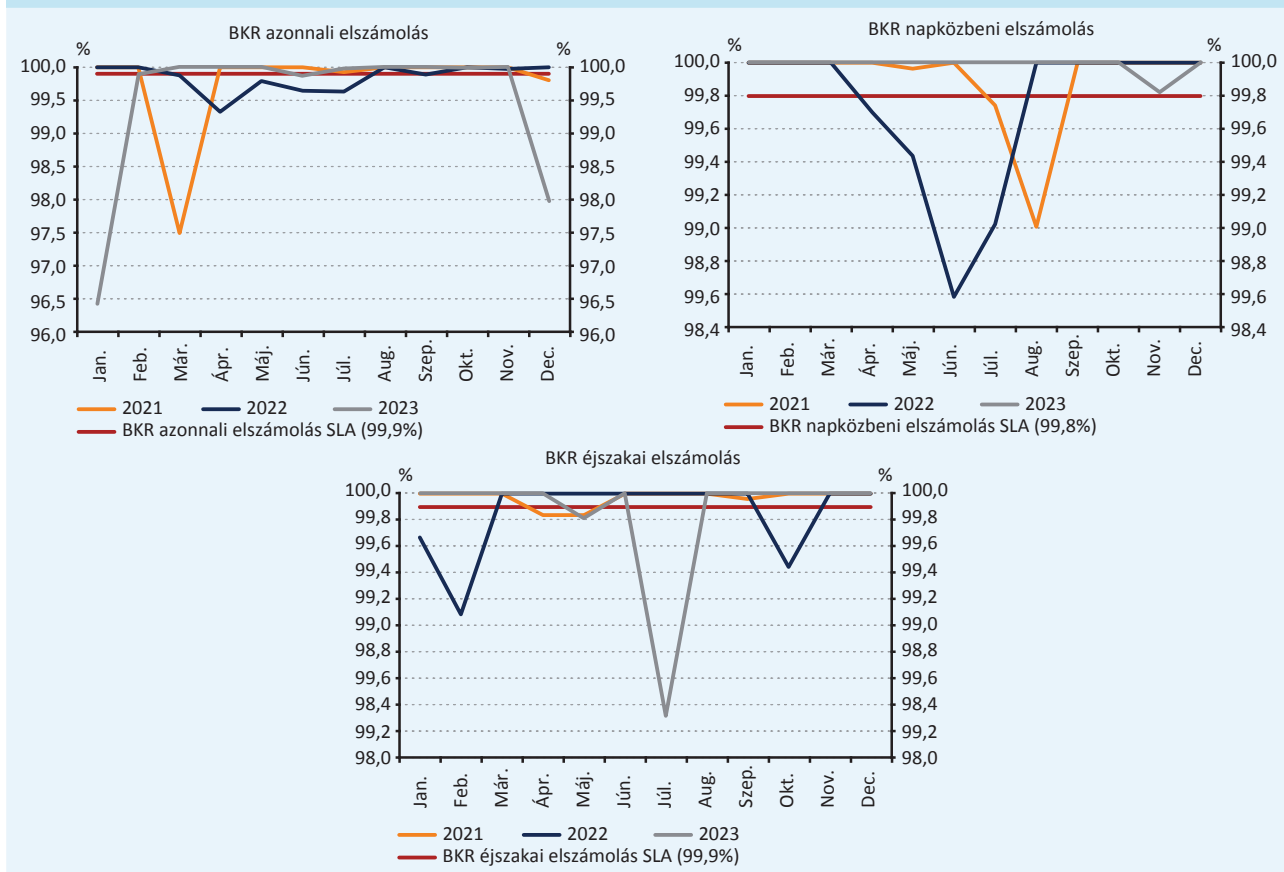 BKR azonnali elszámolás
% %
100,0 100,0
99,5 99,5
99,0 99,0
98,5 98,5
98,0 98,0
97,5 97,5
97,0 97,0
96,5 96,5
96,0 96,0
Jan. Feb. Már. Ápr. Máj. Jún. Júl. Aug. Szep. Okt. Nov. Dec.
2021 2022 2023
BKR azonnali elszámolás SLA (99,9%)
BKR napközbeni elszámolás
% %
100,0 100,0
99,8 99,8
99,6 99,6
99,4 99,4
99,2 99,2
99,0 99,0
98,8 98,8
99,6 99,6
98,4 98,4
Jan. Feb. Már. Ápr. Máj. Jún. Júl. Aug. Szep. Okt. Nov. Dec.
2021 2022 2023
BKR napközbeni elszámolás SLA (99,8%)
BKR éjszakai elszámolás
% %
100,0 100,0
99,8 99,8
99,6 99,6
99,4 99,4
99,2 99,2
99,0 99,0
98,8 98,8
98,6 98,6
98,4 98,4
99,2 99,2
98,0 98,0
Jan. Feb. Már. Ápr. Máj. Jún. Júl. Aug. Szep. Okt. Nov. Dec.
2021 2022 2023
BKR éjszakai elszámolás SLA (99,9%)